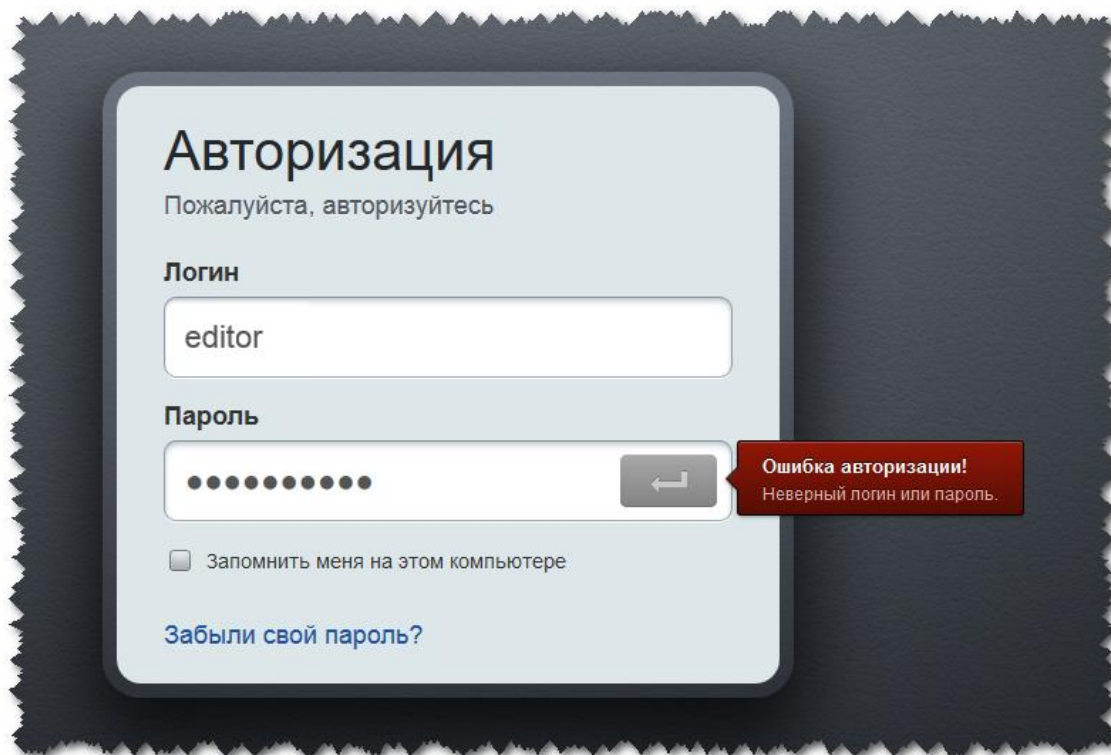 Авторизация
Пожалуйста, авторизуйтесь
Логин
editor
Пароль
••••••••••
Ошибка авторизации!
Неверный логин или пароль.
Запомнить меня на этом компьютере
Забыли свой пароль?